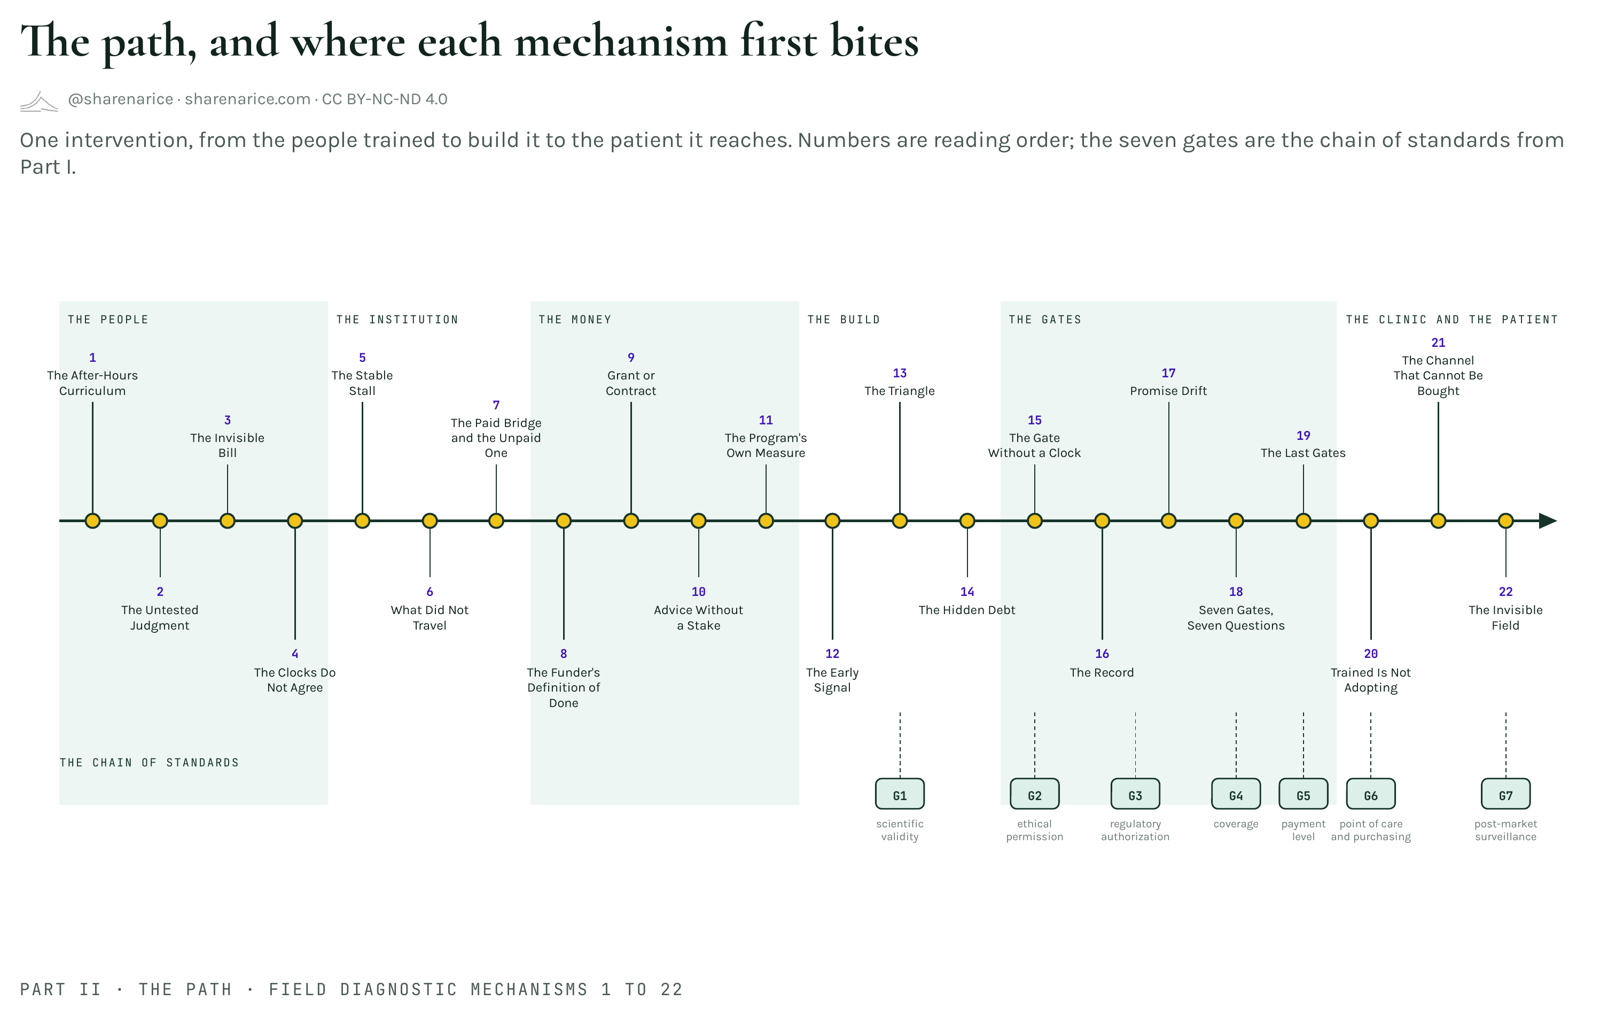 The path, and where each mechanism first bites
@sharenarice · sharenarice.com · CC BY-NC-ND 4.0
One intervention, from the people trained to build it to the patient it reaches. Numbers are reading order; the seven gates are the chain of standards from
Part I.
THE PEOPLE
THE INSTITUTION
THE MONEY
THE BUILD
THE GATES
THE CLINIC AND THE PATIENT
1
The After-Hours
Curriculum
2
The Untested
Judgment
3
The Invisible
Bill
4
The Clocks Do
Not Agree
5
The Stable
Stall
6
What Did Not
Travel
7
The Paid Bridge
and the Unpaid
One
8
The Funder's
Definition of
Done
9
Grant or
Contract
10
Advice Without
a Stake
11
The Program's
Own Measure
12
The Early
Signal
13
The Triangle
14
The Hidden Debt
15
The Gate
Without a Clock
16
The Record
17
Promise Drift
18
Seven Gates,
Seven Questions
19
The Last Gates
20
Trained Is Not
Adopting
21
The Channel
That Cannot Be
Bought
22
The Invisible
Field
THE CHAIN OF STANDARDS
G1
scientific
validity
G2
ethical
permission
G3
regulatory
authorization
G4
coverage
G5
payment
level
G6
point of care
and purchasing
G7
post-market
surveillance
PART II · THE PATH · FIELD DIAGNOSTIC MECHANISMS 1 TO 22